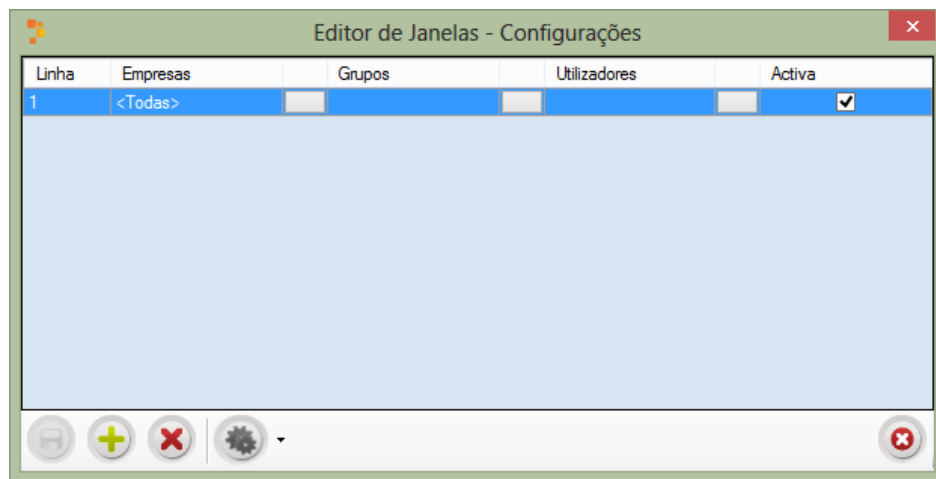 Editor de Janelas - Configurações
Linha Empresas Grupos Utilizadores Activa
1 <Todas>